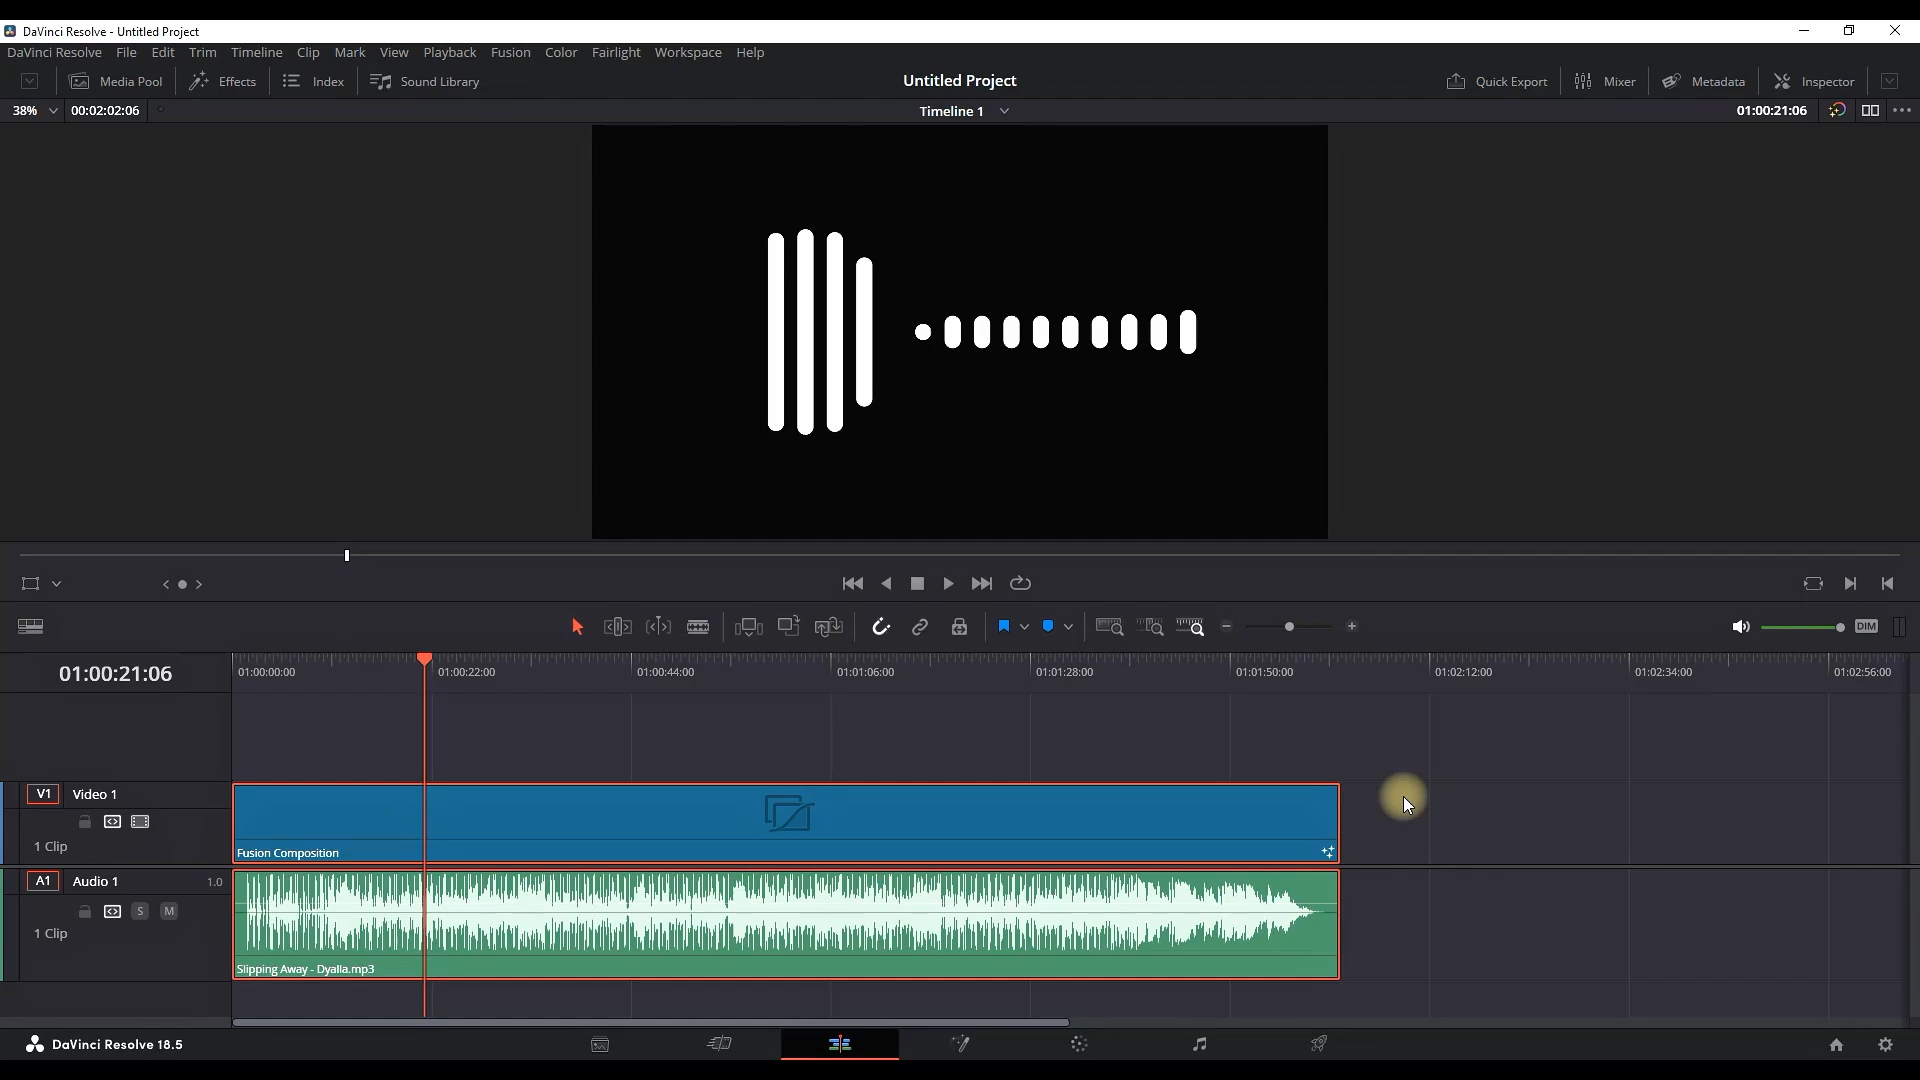 DaVinci Resolve - Untitled Project
DaVinci Resolve File Edit Trim Timeline Clip Mark View Playback Fusion Color Fairlight Workspace Help
Media Pool Effects Index Sound Library Untitled Project Quick Export Mixer Metadata Inspector
38% 00:02:02:06 Timeline 1 01:00:21:06
DIM
01:00:21:06 01:00:00:00 01:00:22:00 01:00:44:00 01:01:06:00 01:01:28:00 01:01:50:00 01:02:12:00 01:02:34:00 01:02:56:00
V1 Video 1
1 Clip
Fusion Composition
A1 Audio 1 1.0
S M
1 Clip
Slipping Away - Dyalla.mp3
DaVinci Resolve 18.5